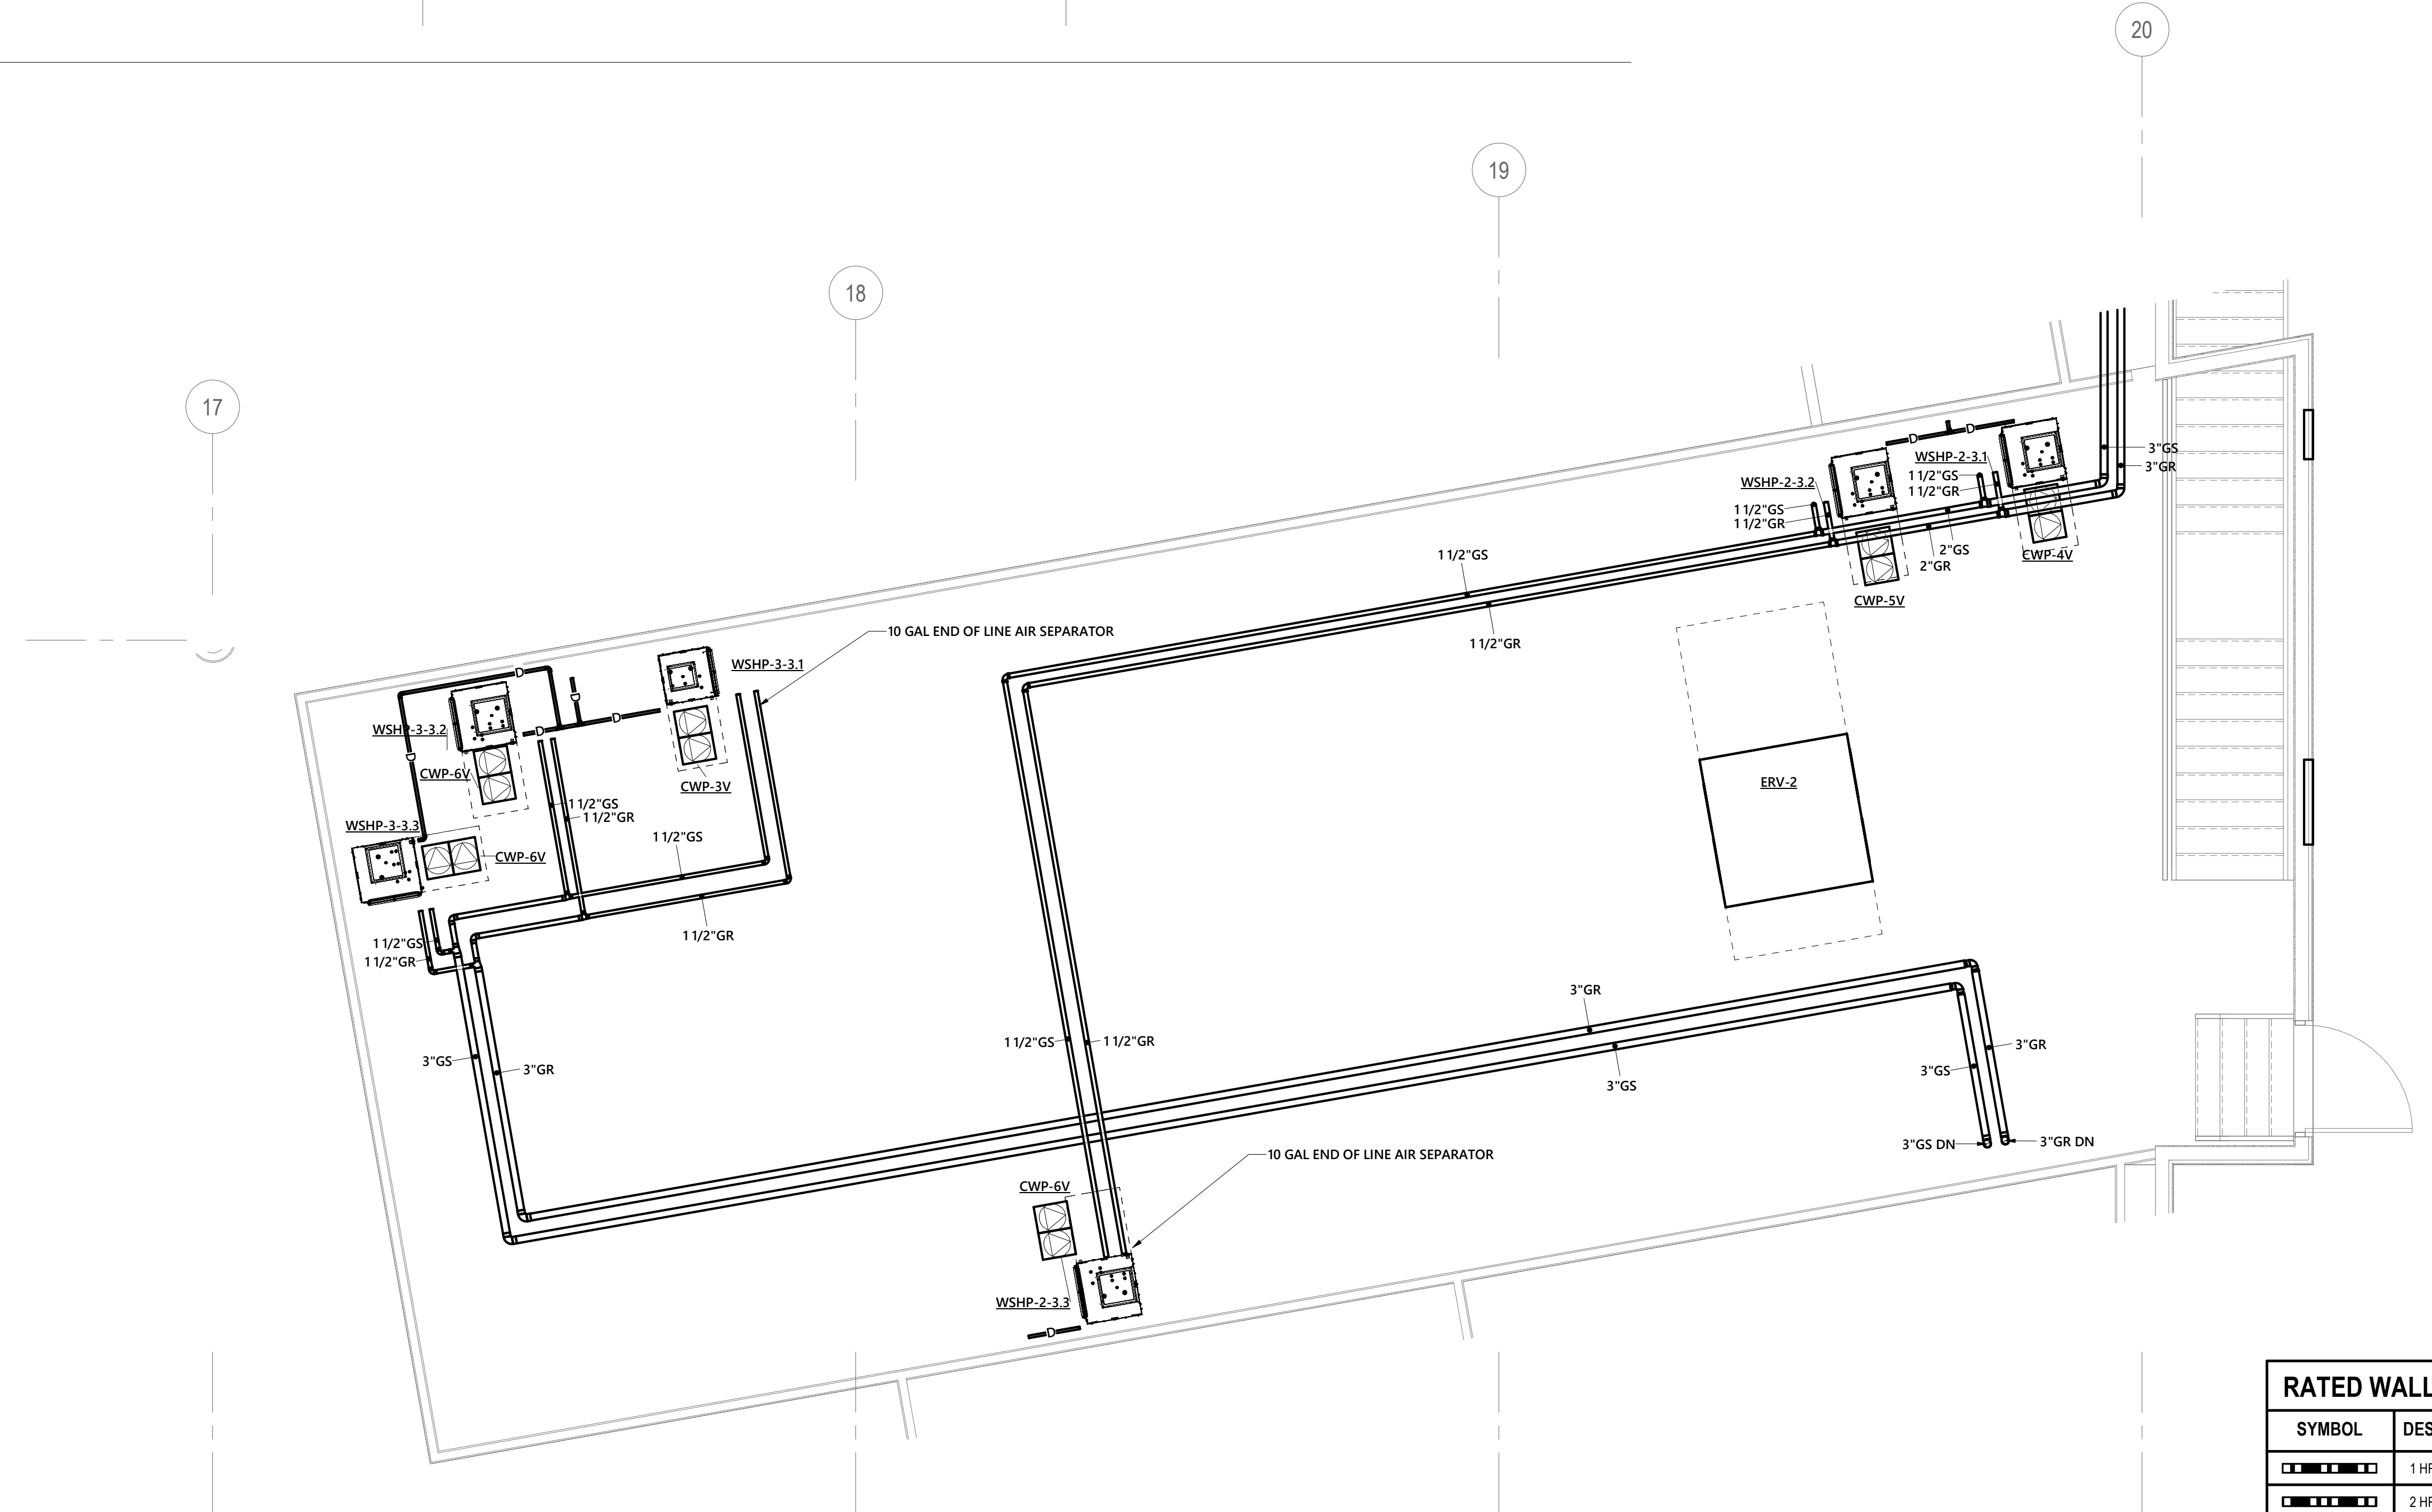 20
19
18
17
3"GS
3"GR
WSHP-2-3.1
1 1/2"GS
1 1/2"GR
WSHP-2-3.2
1 1/2"GS
1 1/2"GR
2"GS
2"GR
CWP-4V
CWP-5V
1 1/2"GS
1 1/2"GR
10 GAL END OF LINE AIR SEPARATOR
WSHP-3-3.1
D
D
D
D
D
D
D
WSHP-3-3.2
CWP-6V
CWP-3V
ERV-2
1 1/2"GS
1 1/2"GR
WSHP-3-3.3
1 1/2"GS
CWP-6V
1 1/2"GR
1 1/2"GS
1 1/2"GR
3"GR
1 1/2"GS
1 1/2"GR
3"GS
3"GR
3"GS
3"GR
3"GS
3"GS DN
3"GR DN
10 GAL END OF LINE AIR SEPARATOR
CWP-6V
WSHP-2-3.3
D
RATED WALL
SYMBOL
DES
1 HR
2 HR